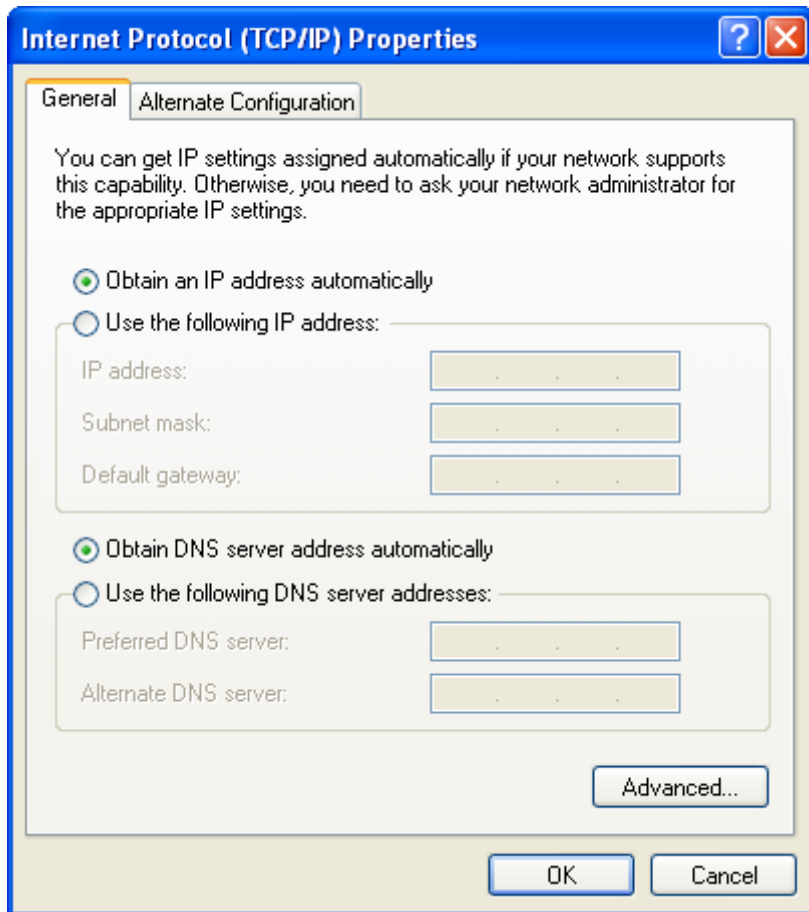 Internet Protocol (TCP/IP) Properties
General
Alternate Configuration
You can get IP settings assigned automatically if your network supports
this capability. Otherwise, you need to ask your network administrator for
the appropriate IP settings.
Obtain an IP address automatically
Use the following IP address:
IP address:
Subnet mask:
Default gateway:
Obtain DNS server address automatically
Use the following DNS server addresses:
Preferred DNS server:
Alternate DNS server:
Advanced...
OK
Cancel